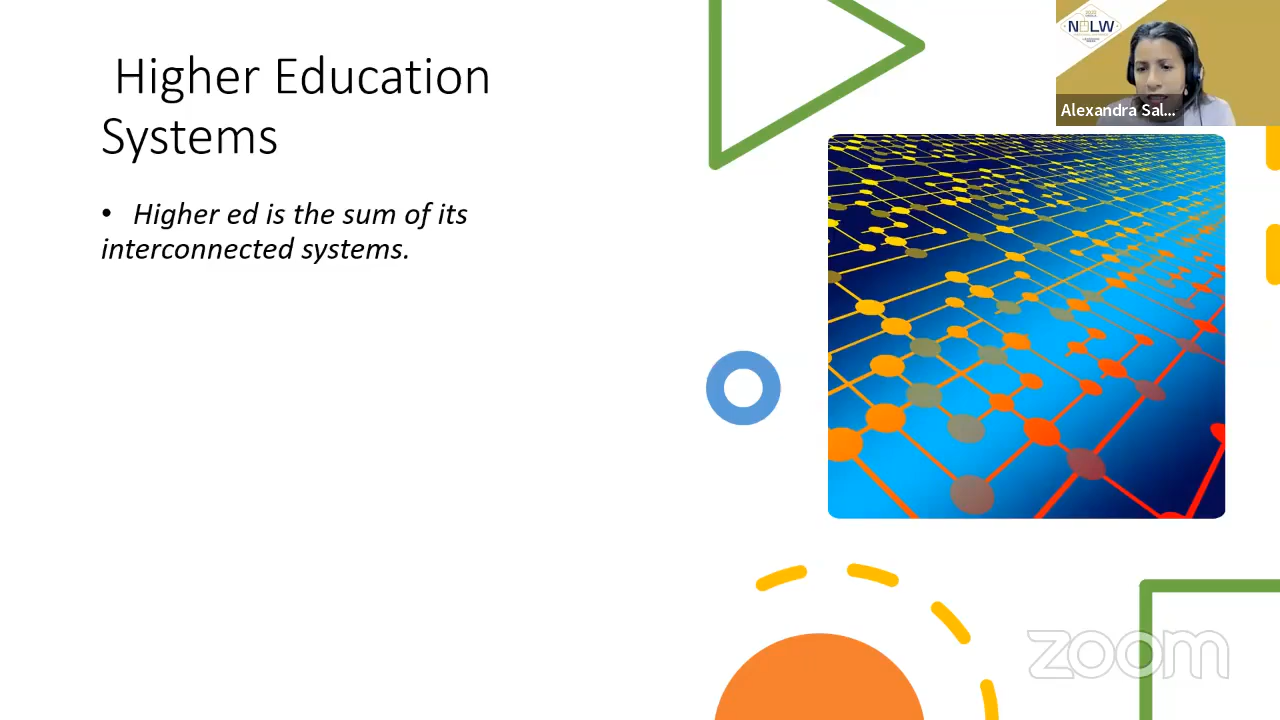 Higher Education
Systems
• Higher ed is the sum of its
interconnected systems.
NOLW
Alexandra Sal...
zoom